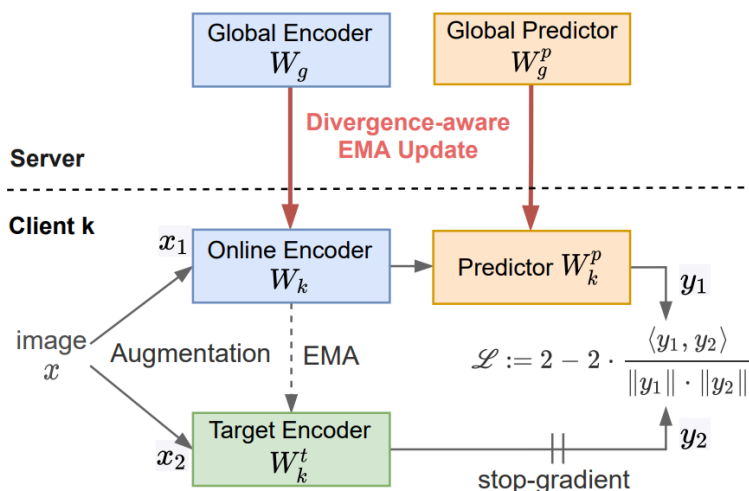 Global Encoder
W_g
Global Predictor
W_g^p
Divergence-aware
EMA Update
Server
Client k
x_1
Online Encoder
W_k
Predictor W_k^p
y_1
image
x
Augmentation
EMA
ℒ := 2 − 2 · ⟨y_1, y_2⟩ / ‖y_1‖ · ‖y_2‖
x_2
Target Encoder
W_k^t
y_2
stop-gradient